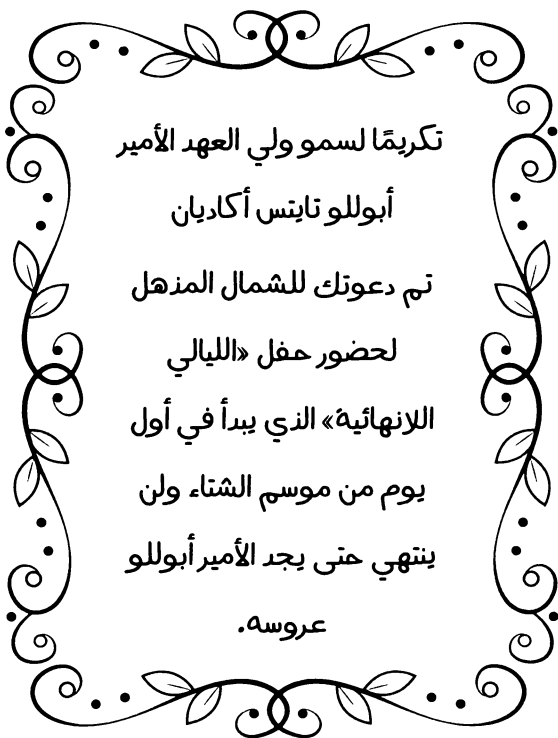 تكريمًا لسمو ولي العهد الأمير
أبوللو تايتس أكاديان
تم دعوتك للشمال المذهل
لحضور حفل «الليالي
اللانهائية» الذي يبدأ في أول
يوم من موسم الشتاء ولن
ينتهي حتى يجد الأمير أبوللو
عروسه.